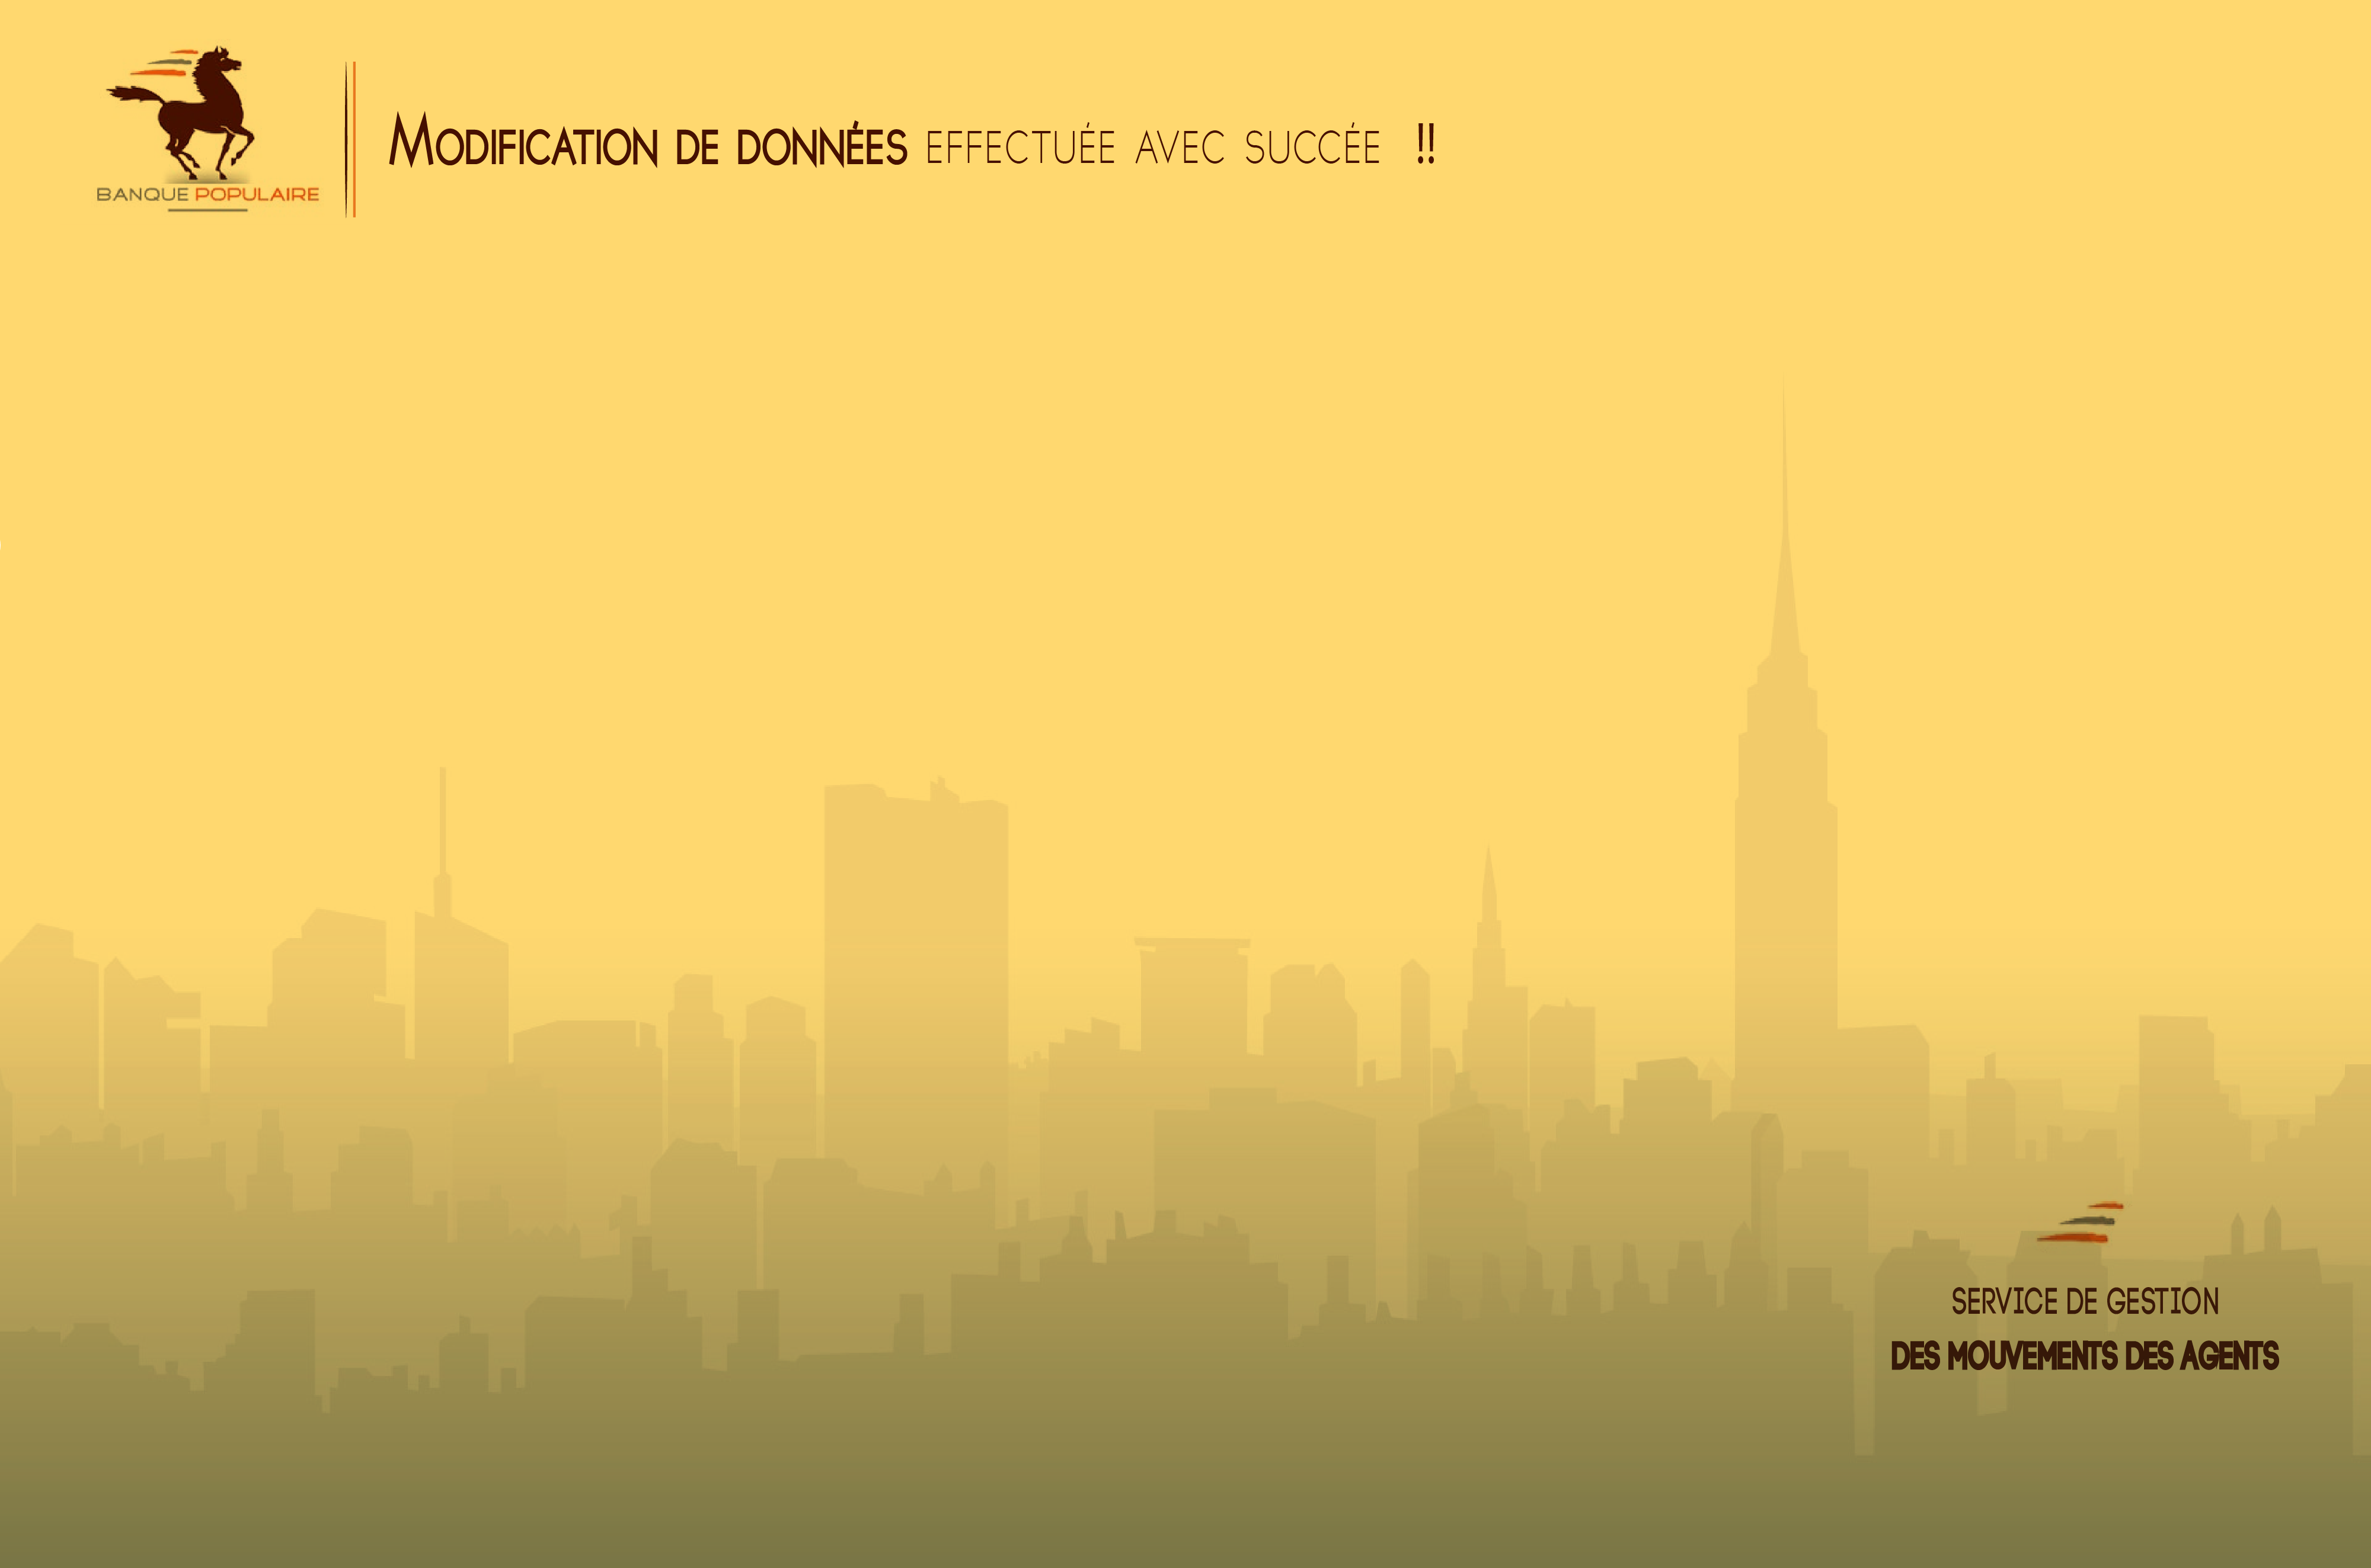 Modification de données effectuée avec succée !!
BANQUE POPULAIRE
SERVICE DE GESTION
DES MOUVEMENTS DES AGENTS